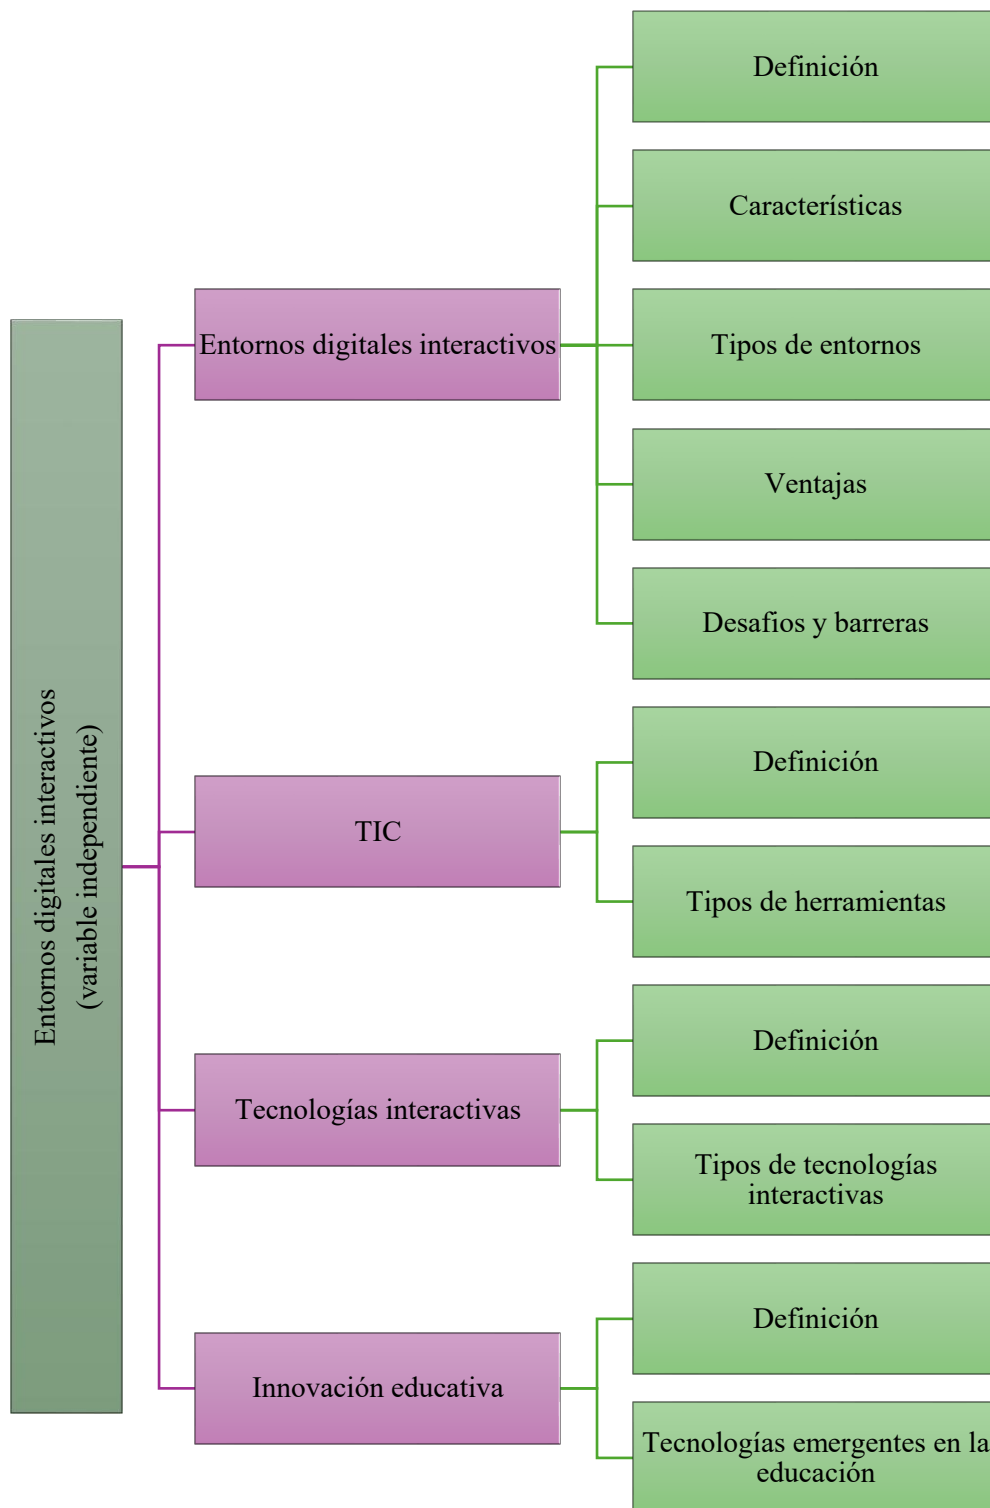 Entornos digitales interactivos
(variable independiente)
Entornos digitales interactivos
Definición
Características
Tipos de entornos
Ventajas
Desafios y barreras
TIC
Definición
Tipos de herramientas
Tecnologías interactivas
Definición
Tipos de tecnologías
interactivas
Innovación educativa
Definición
Tecnologías emergentes en la
educación